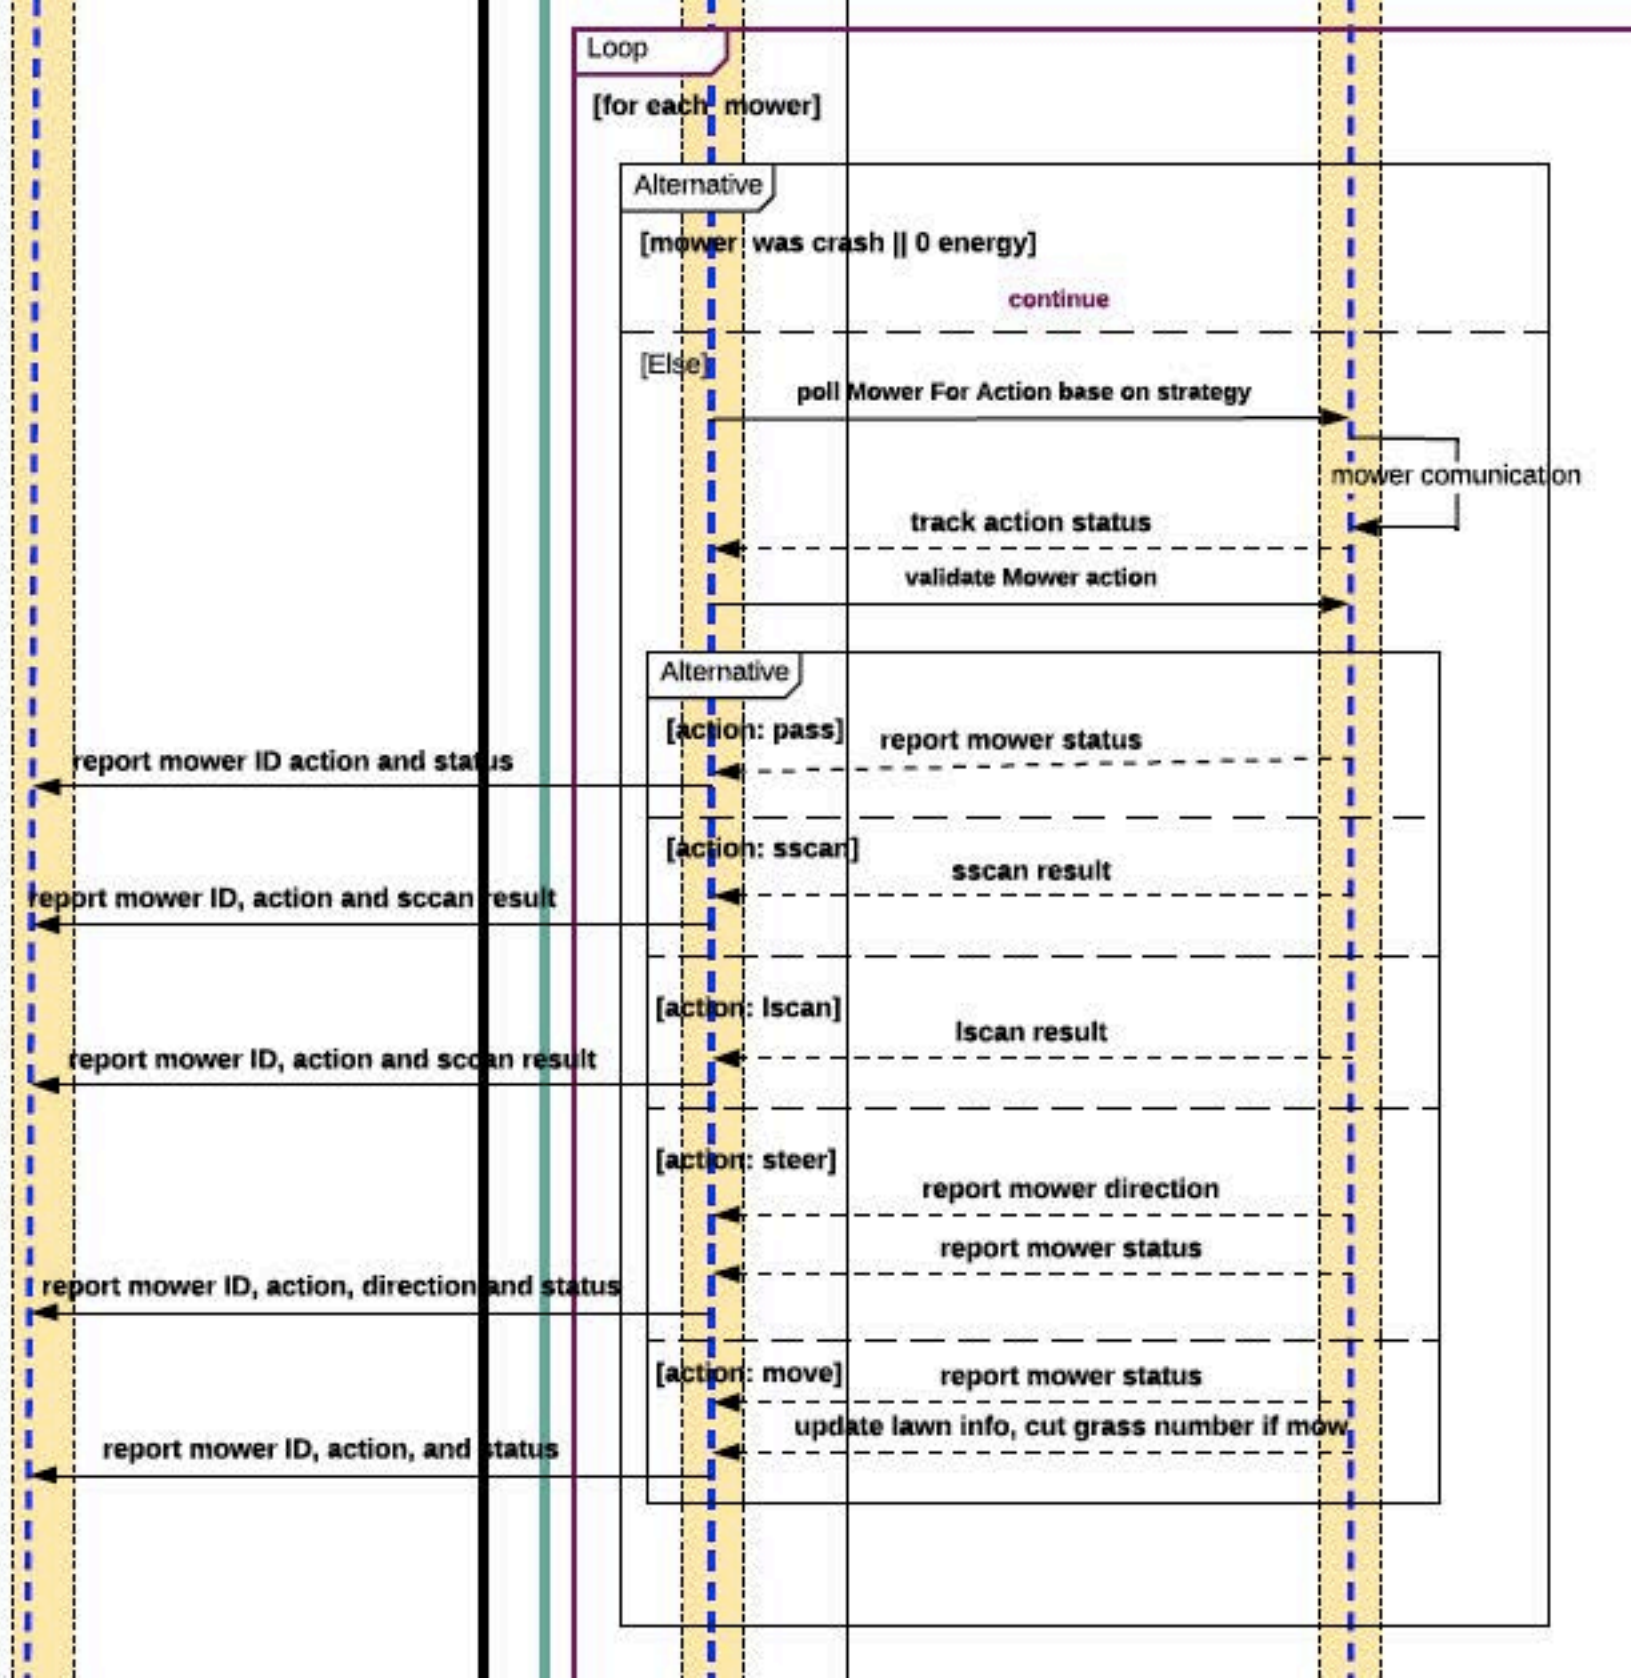 Loop
[for each mower]
Alternative
[mower was crash || 0 energy]
continue
[Else]
poll Mower For Action base on strategy
mower comunication
track action status
validate Mower action
Alternative
[action: pass]
report mower status
report mower ID action and status
[action: sscan]
sscan result
report mower ID, action and sccan result
[action: lscan]
lscan result
report mower ID, action and sccan result
[action: steer]
report mower direction
report mower status
report mower ID, action, direction and status
[action: move]
report mower status
update lawn info, cut grass number if mow
report mower ID, action, and status